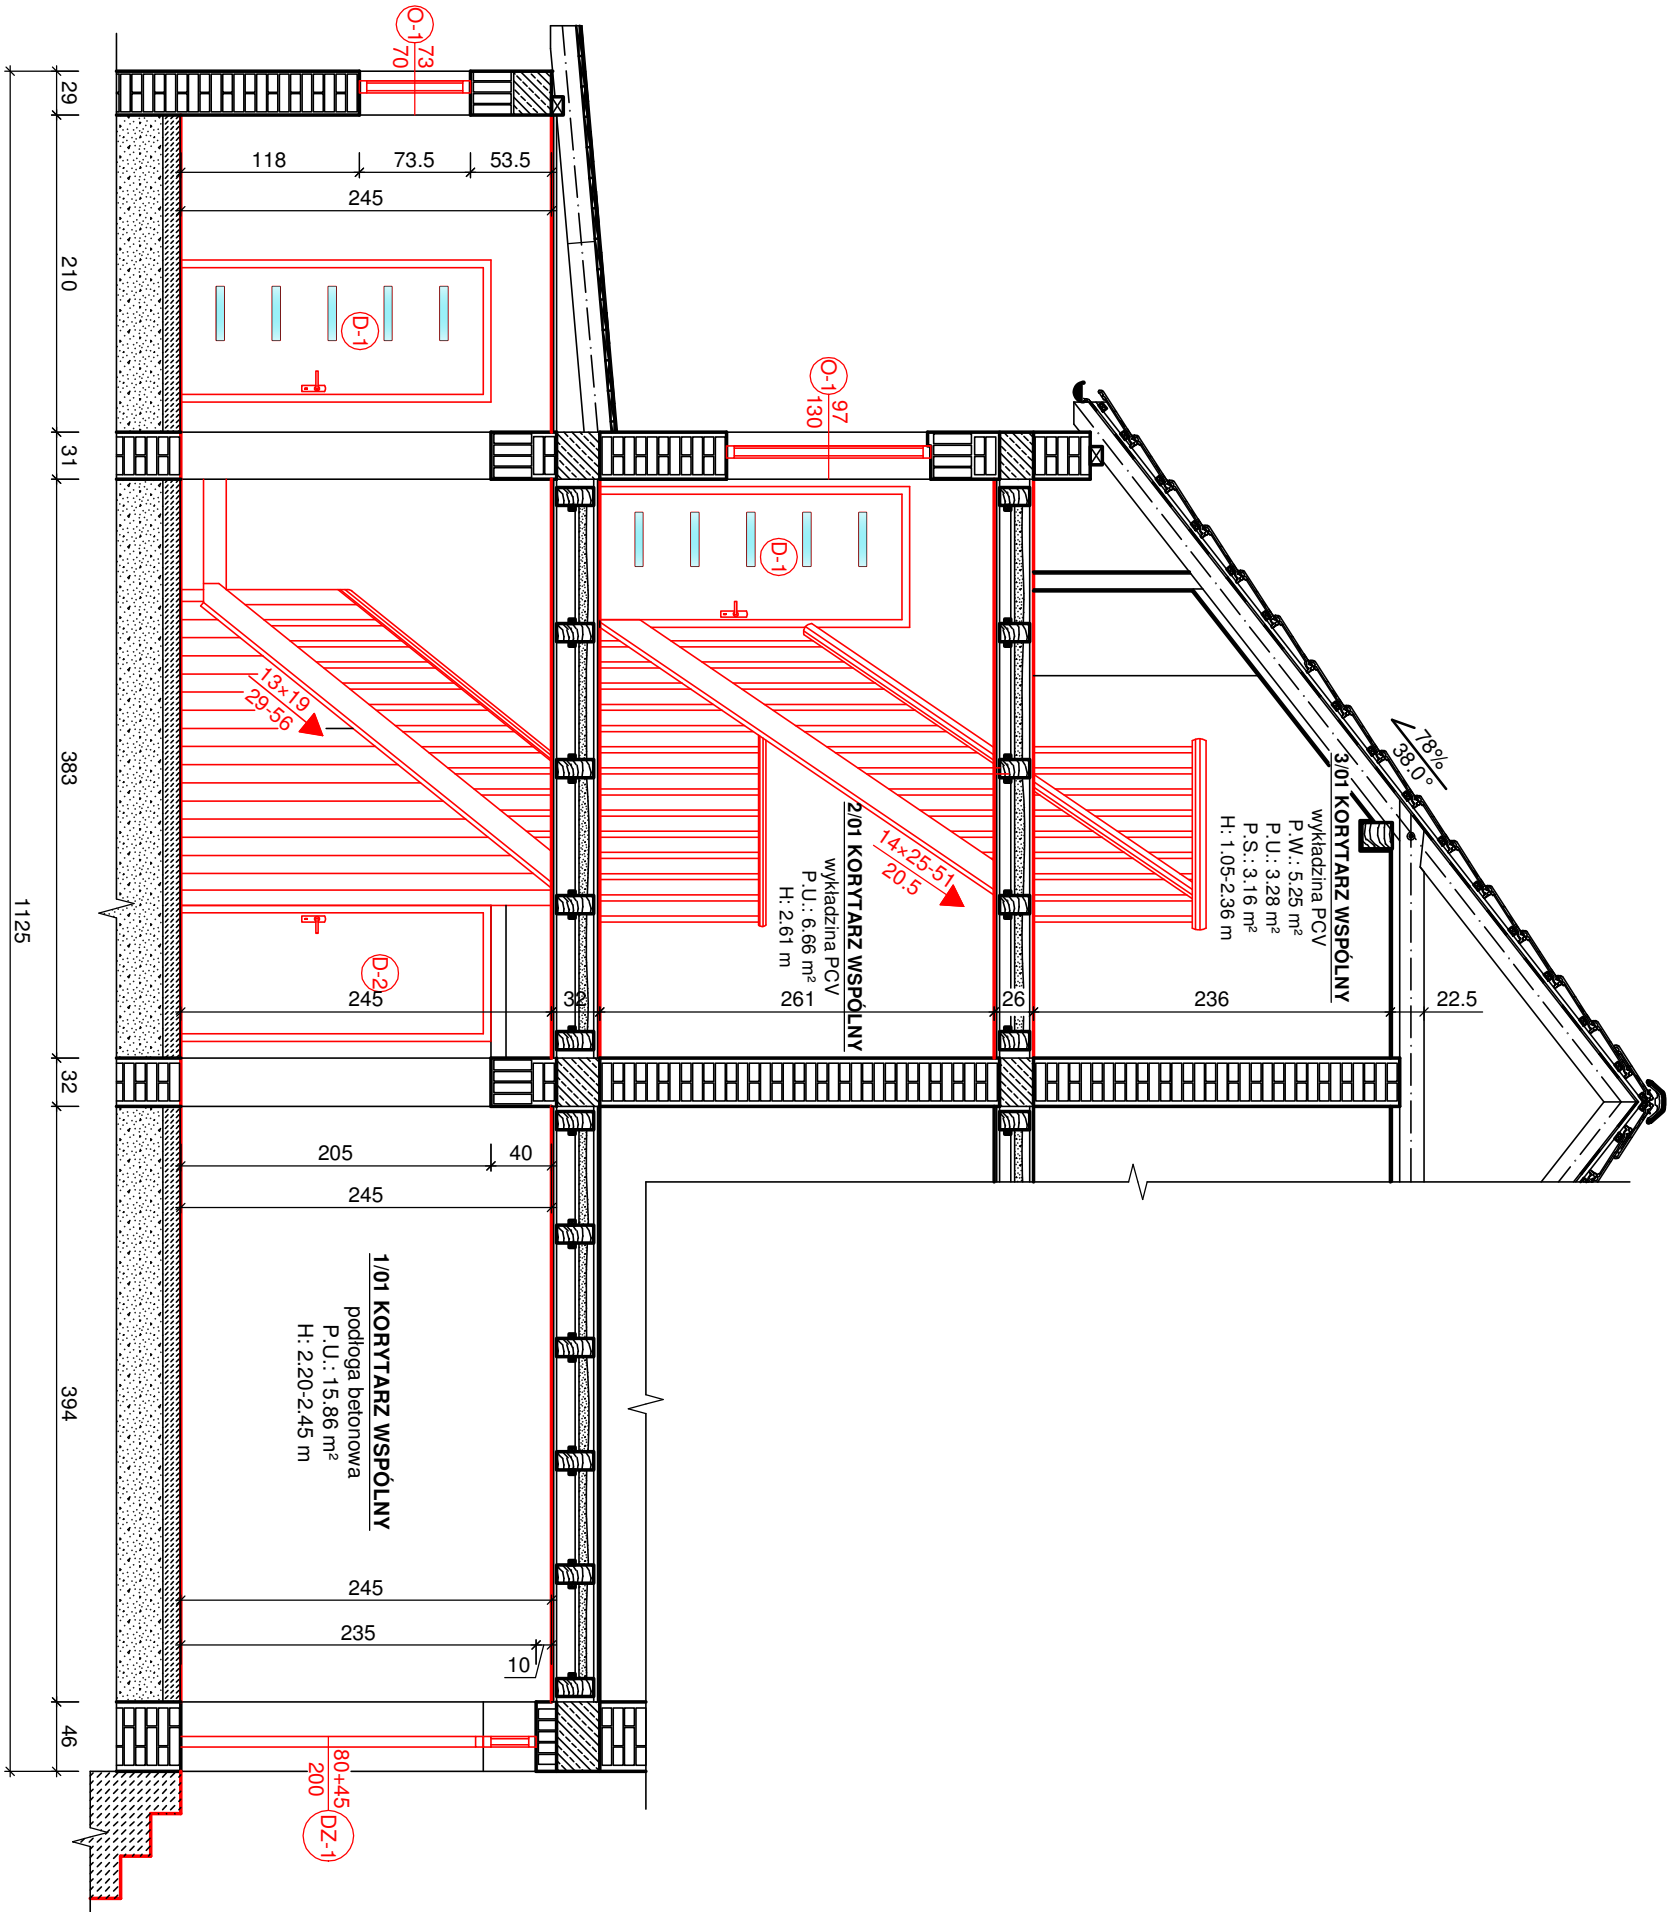 O-1
73
70
118
73.5
53.5
245
D-1
O-1
97
130
D-1
78%
38.0°
3/01 KORYTARZ WSPÓLNY
wykładzina PCV
P.W.: 5.25 m²
P.U.: 3.28 m²
P.S.: 3.16 m²
H: 1.05-2.36 m
2/01 KORYTARZ WSPÓLNY
wykładzina PCV
P.U.: 6.66 m²
H: 2.61 m
14×25-51
20.5
13×19
29-56
D-2
245
32
261
26
236
22.5
205
40
245
1/01 KORYTARZ WSPÓLNY
podłoga betonowa
P.U.: 15.86 m²
H: 2.20-2.45 m
245
235
10
80+45
200
DZ-1
29
210
31
383
32
394
46
1125